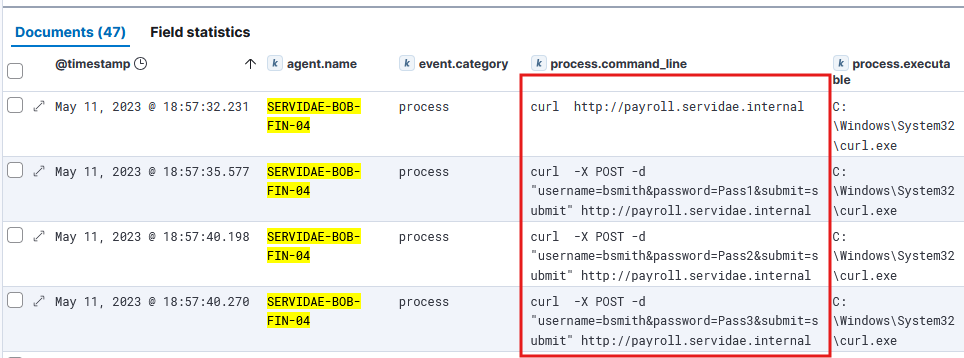 Documents (47) Field statistics
@timestamp k agent.name k event.category k process.command_line k process.executa
ble
May 11, 2023 @ 18:57:32.231 SERVIDAE-BOB- process curl  http://payroll.servidae.internal C:
FIN-04 \Windows\System32
\curl.exe
May 11, 2023 @ 18:57:35.577 SERVIDAE-BOB- process curl  -X POST -d C:
FIN-04 "username=bsmith&password=Pass1&submit=s \Windows\System32
ubmit" http://payroll.servidae.internal \curl.exe
May 11, 2023 @ 18:57:40.198 SERVIDAE-BOB- process curl  -X POST -d C:
FIN-04 "username=bsmith&password=Pass2&submit=s \Windows\System32
ubmit" http://payroll.servidae.internal \curl.exe
May 11, 2023 @ 18:57:40.270 SERVIDAE-BOB- process curl  -X POST -d C:
FIN-04 "username=bsmith&password=Pass3&submit=s \Windows\System32
ubmit" http://payroll.servidae.internal \curl.exe